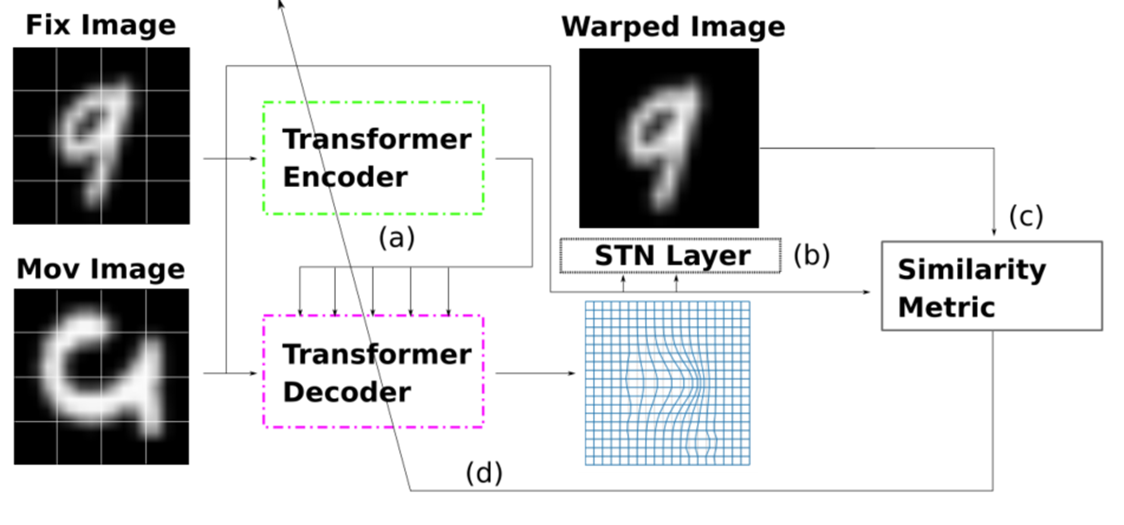 Fix Image
Warped Image
Transformer
Encoder
(a)
(c)
Mov Image
STN Layer
(b)
Similarity
Metric
Transformer
Decoder
(d)